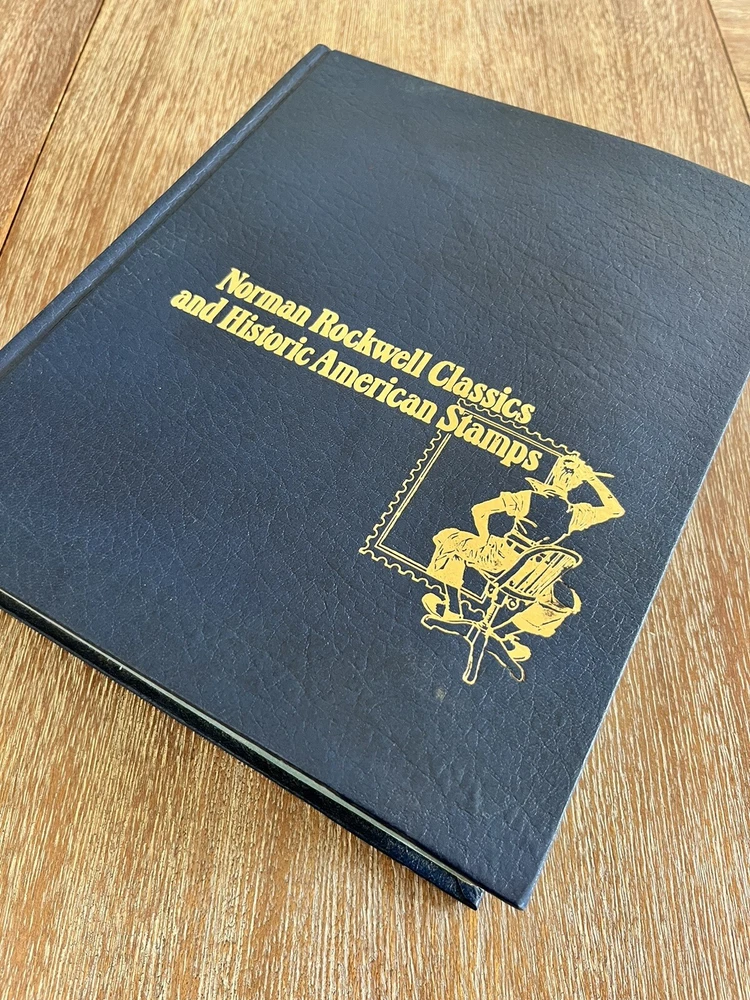 Norman Rockwell Classics
and Historic American Stamps